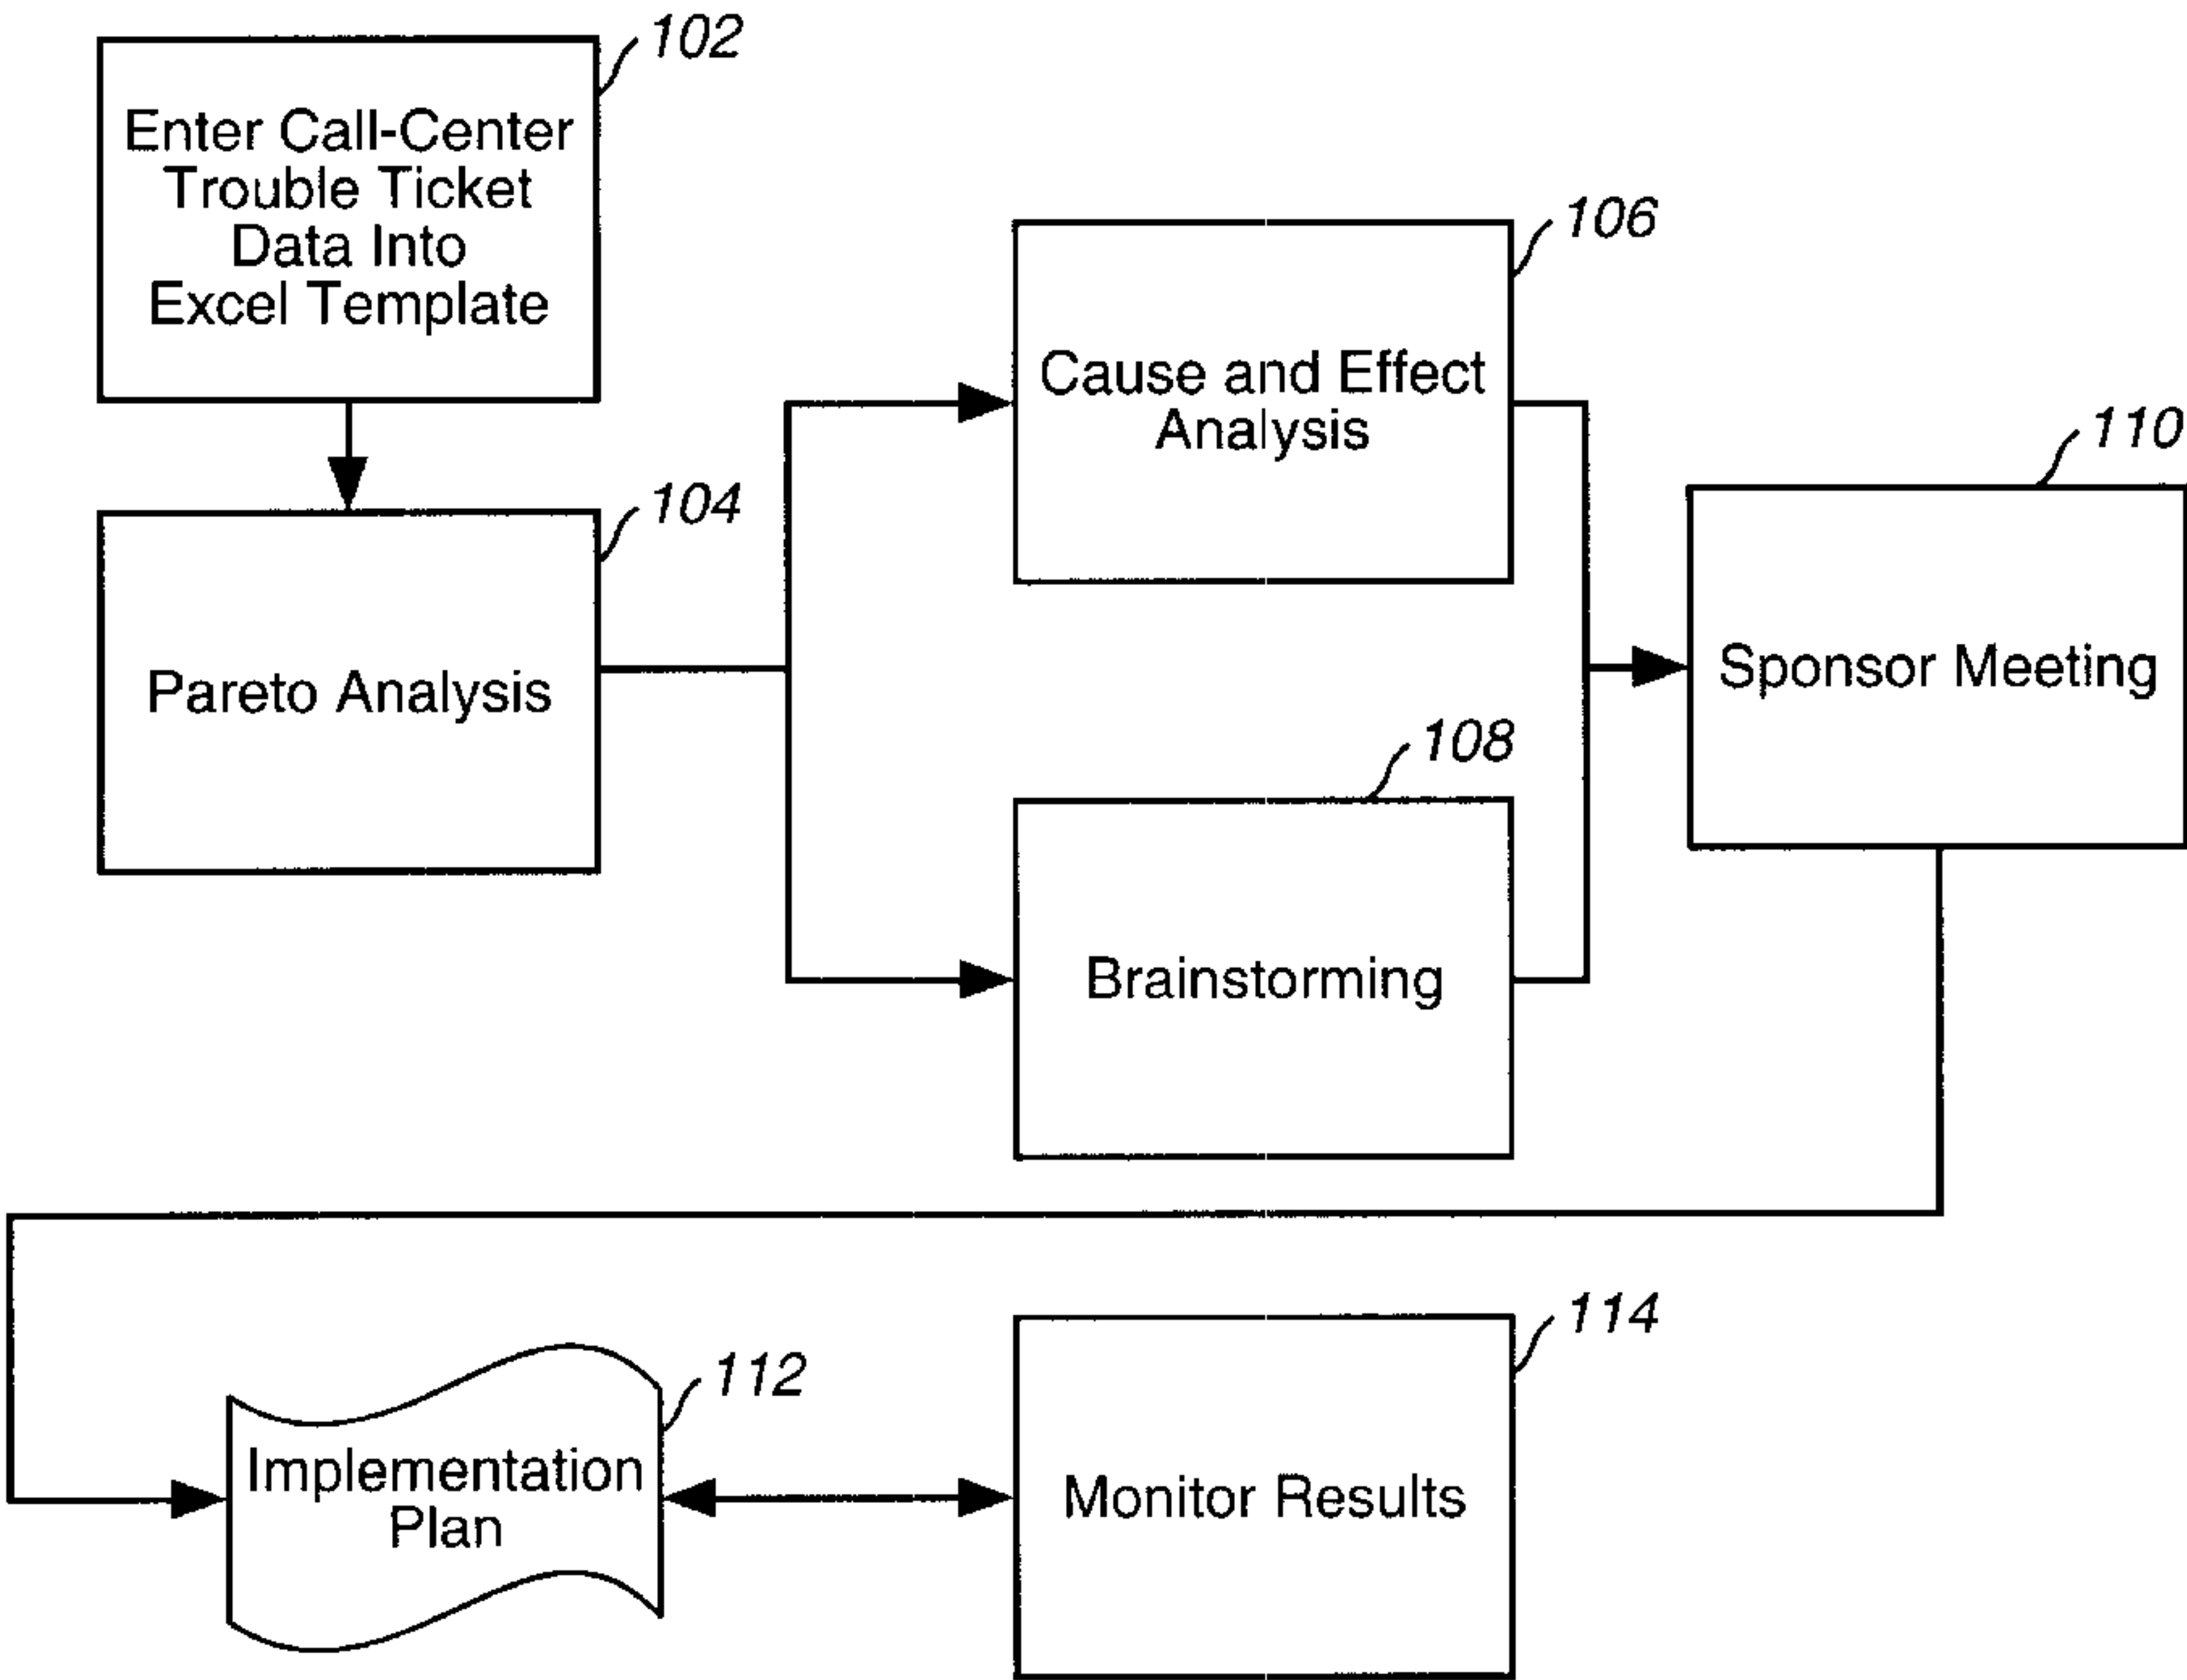 102
Enter Call-Center
Trouble Ticket
Data Into
Excel Template
104
Pareto Analysis
106
Cause and Effect
Analysis
108
Brainstorming
110
Sponsor Meeting
112
Implementation
Plan
114
Monitor Results